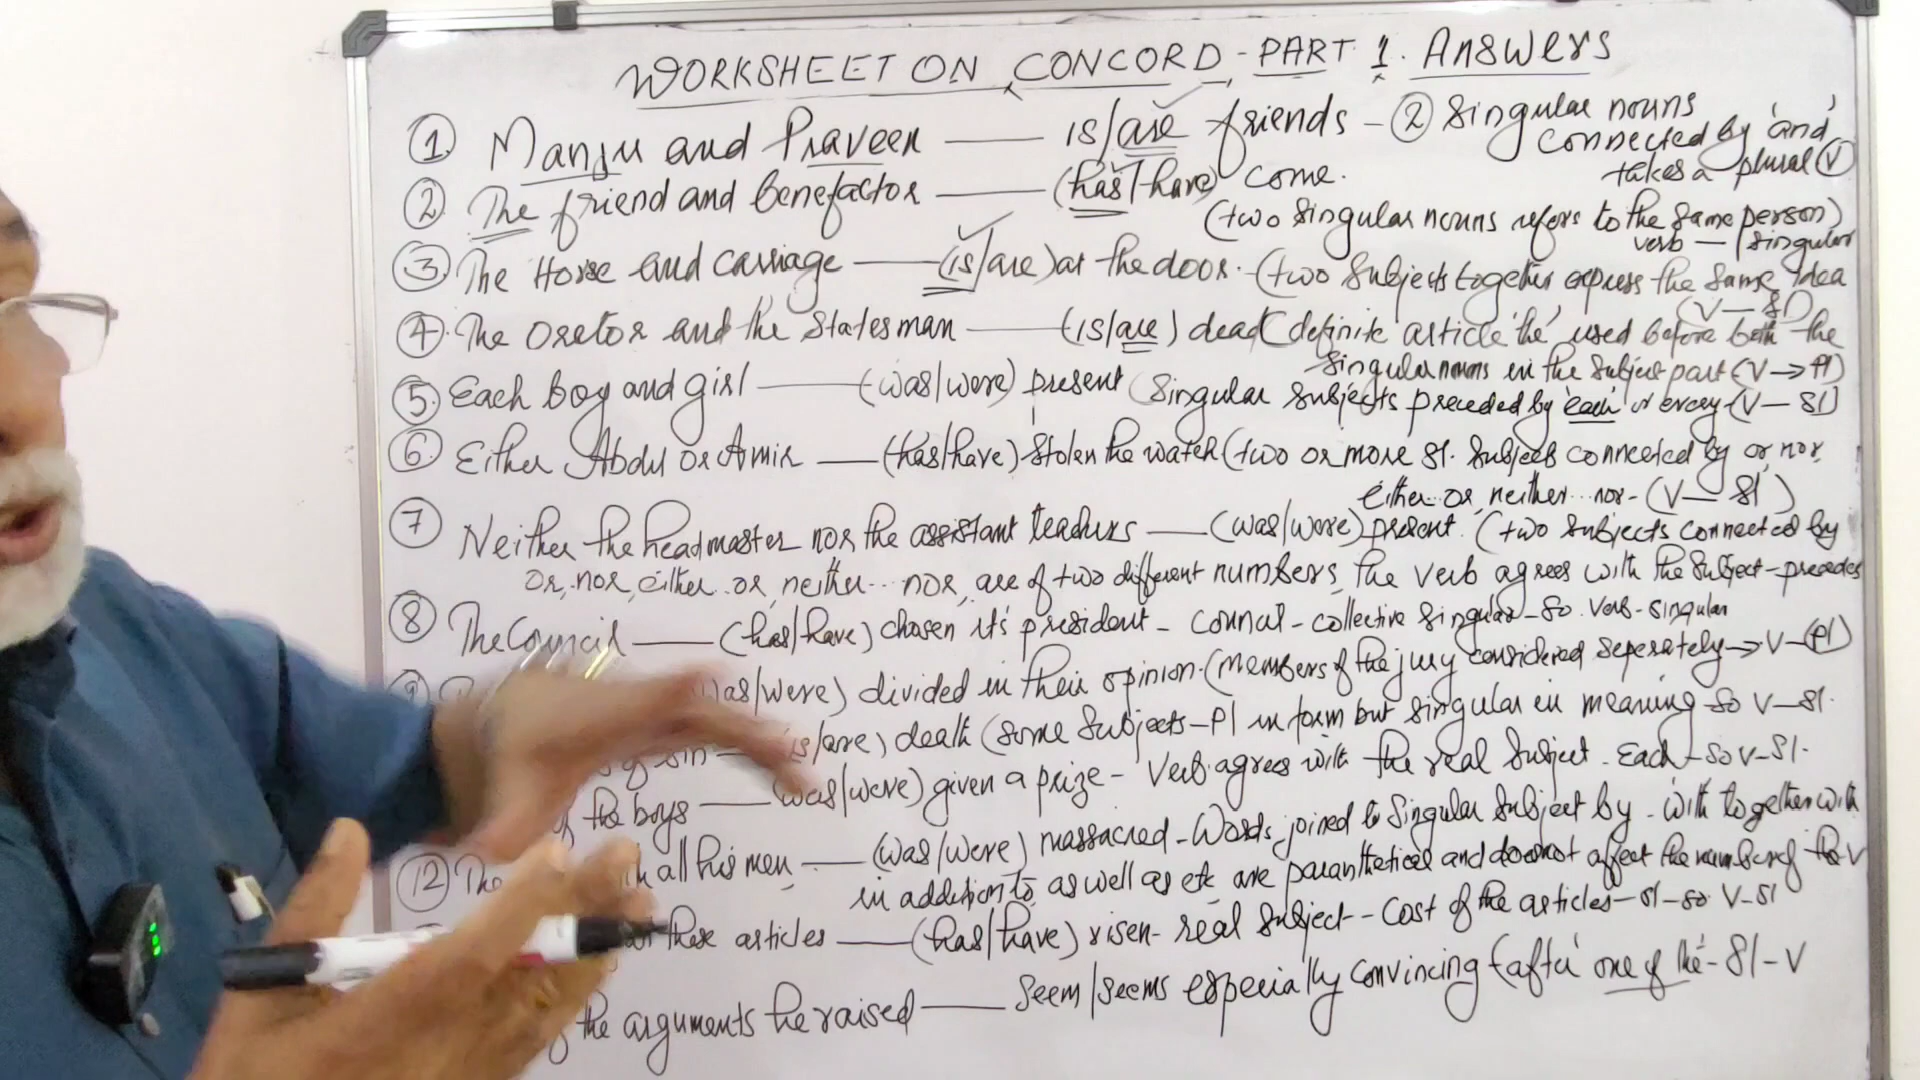 WORKSHEET ON CONCORD - PART 1. ANSWERS
① Manju and Praveen —— is/are friends - ② Singular nouns
connected by 'and'
takes a plural Ⓥ
② The friend and benefactor —— (has/have) come.
(two singular nouns refers to the same person)
verb — singular
③ The Horse and carriage —— (is/are) at the door. (two subjects together express the same idea
(V — Sl)
④ The Orator and the Statesman —— (is/are) dead (definite article 'the' used before both the
singular nouns in the subject part (V → Pl)
⑤ Each boy and girl —— (was/were) present (Singular subjects preceded by each or every (V — Sl)
⑥ Either Abdul or Amir —— (has/have) stolen the watch (two or more Sl. subjects connected by or, nor,
either..or, neither...nor - (V — Sl)
⑦ Neither the headmaster nor the assistant teachers —— (was/were) present. (two subjects connected by
or, nor, either..or, neither... nor, are of two different numbers, the verb agrees with the subject - precedes
⑧ The Council —— (has/have) chosen it's president - council - collective singular - so verb - singular
was/were) divided in their opinion. (members of the jury considered seperately → V - (Pl)
of sin — is/are) death (some subjects - Pl in form but singular in meaning so V - Sl.
of the boys —— (was/were) given a prize - Verb agrees with the real subject. Each - so V - Sl.
⑫ The all his men, —— (was/were) massacred - Words joined to singular subject by - with together with
in addition to, as well as etc are paranthetical and does not affect the number of the V
these articles —— (has/have) risen - real subject - Cost of the articles - Sl - so V - Sl
of the arguments he raised —— seem/seems especially convincing (after 'one of the' - Sl - V